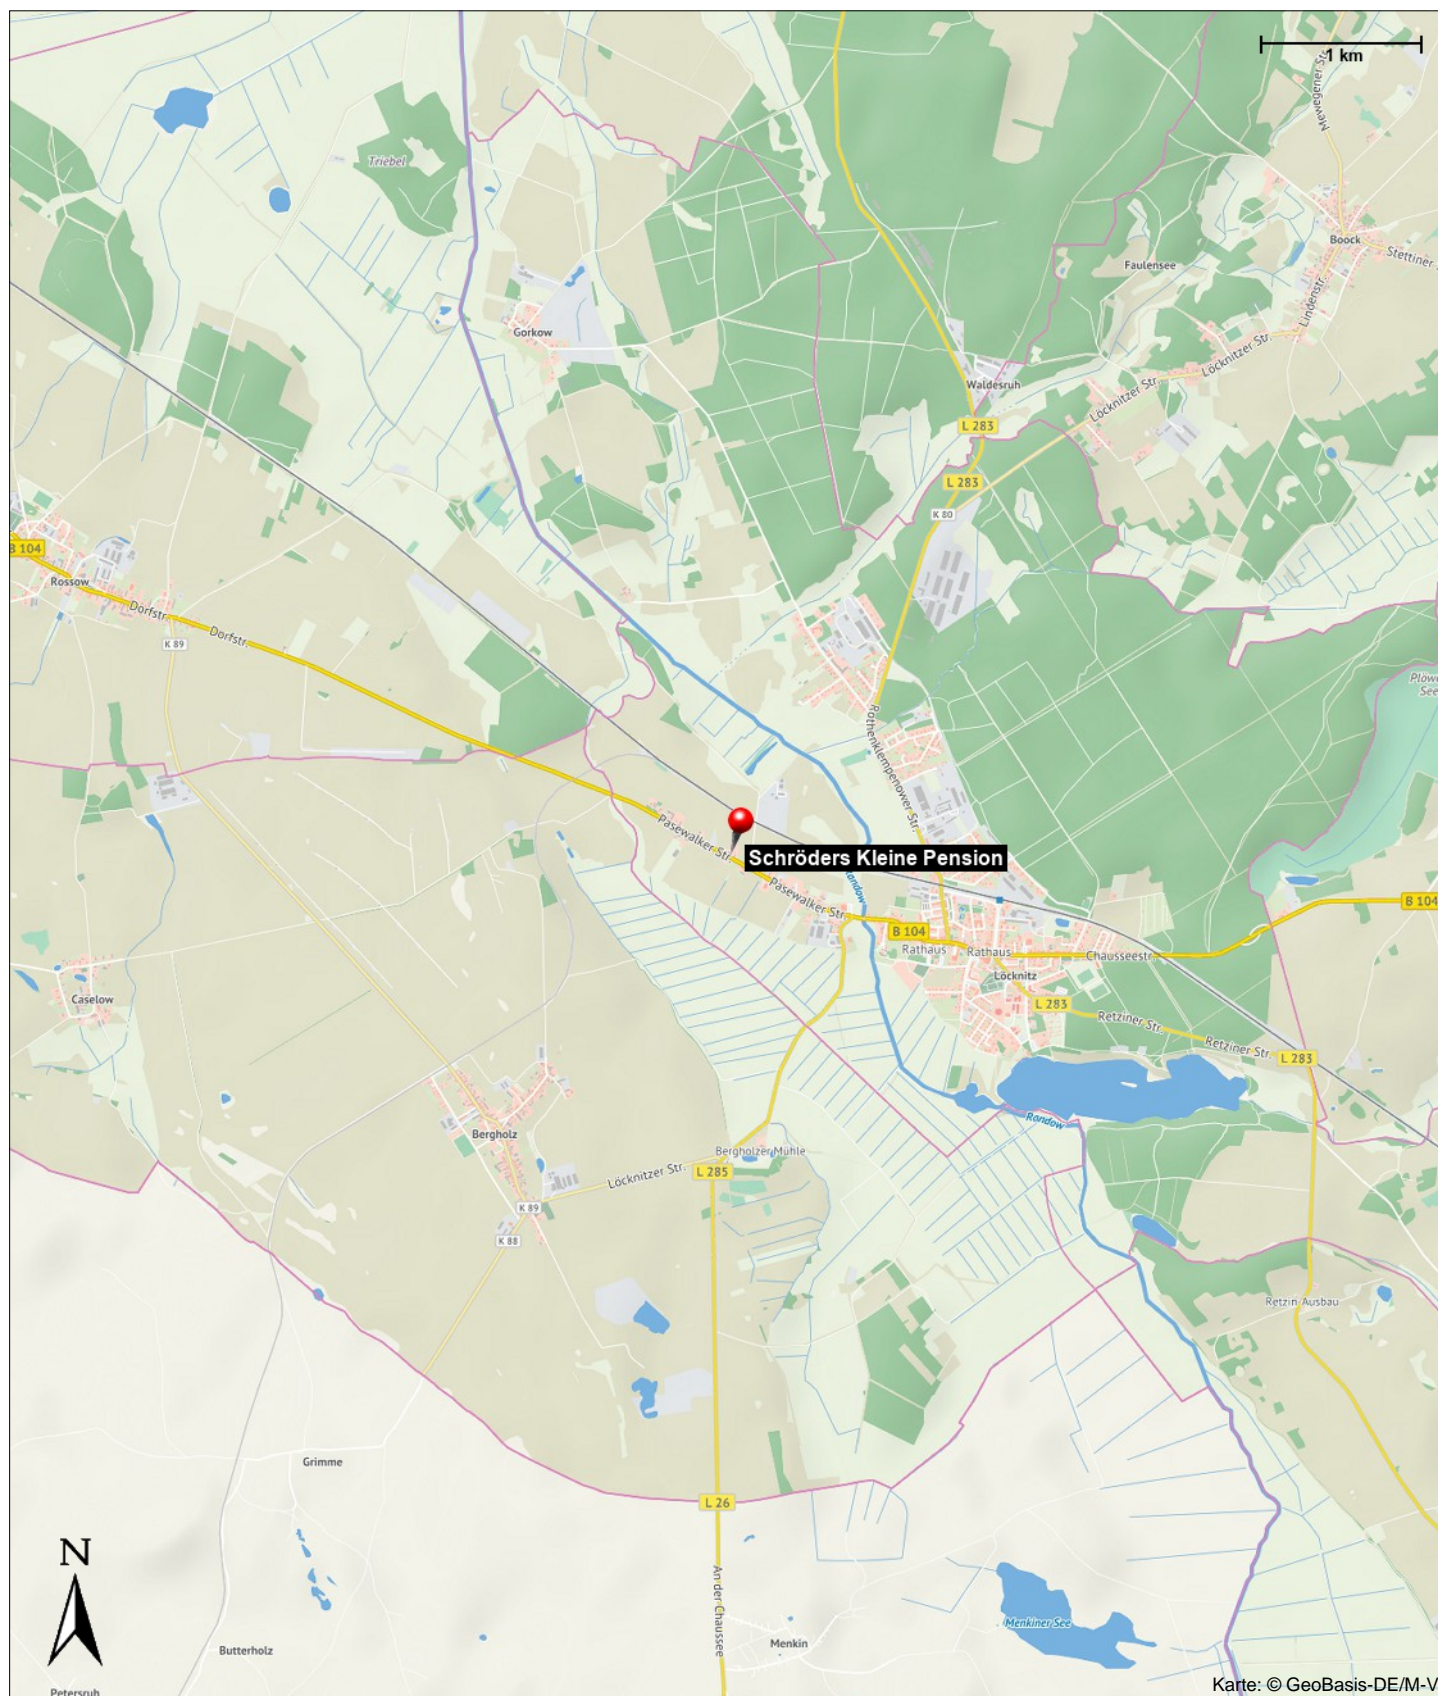 1 km
Mewegener Str.
Triebel
Boock
Stettiner
Faulensee
Lindenstr.
Gorkow
Löcknitzer Str.
Waldesruh
Löcknitzer Str.
L 283
L 283
K 80
B 104
Rossow
Dorfstr.
Dorfstr.
K 89
Plöwe
See
Rothenklempenower Str.
Pasewalker Str.
Schröders Kleine Pension
Randow
Pasewalker Str.
B 104
B 104
Rathaus
Rathaus
Chausseestr.
Löcknitz
Caselow
L 283
Retziner Str.
Retziner Str.
L 283
Randow
Bergholz
Bergholzer Mühle
Löcknitzer Str.
L 285
K 89
K 88
Retzin Ausbau
Grimme
L 26
N
An der Chaussee
Menkiner See
Menkin
Butterholz
Petersruh
Karte: © GeoBasis-DE/M-V